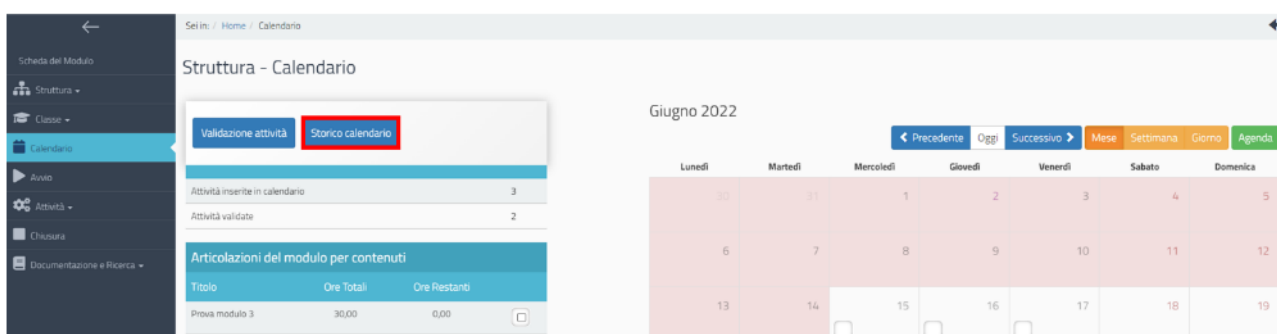 Sei in: / Home / Calendario
Scheda del Modulo
Struttura
Classe
Calendario
Avvio
Attività
Chiusura
Documentazione e Ricerca
Struttura - Calendario
Validazione attività Storico calendario
Attività inserite in calendario 3
Attività validate 2
Articolazioni del modulo per contenuti
Titolo Ore Totali Ore Restanti
Prova modulo 3 30,00 0,00
Giugno 2022
Precedente Oggi Successivo Mese Settimana Giorno Agenda
Lunedì Martedì Mercoledì Giovedì Venerdì Sabato Domenica
30 31 1 2 3 4 5
6 7 8 9 10 11 12
13 14 15 16 17 18 19